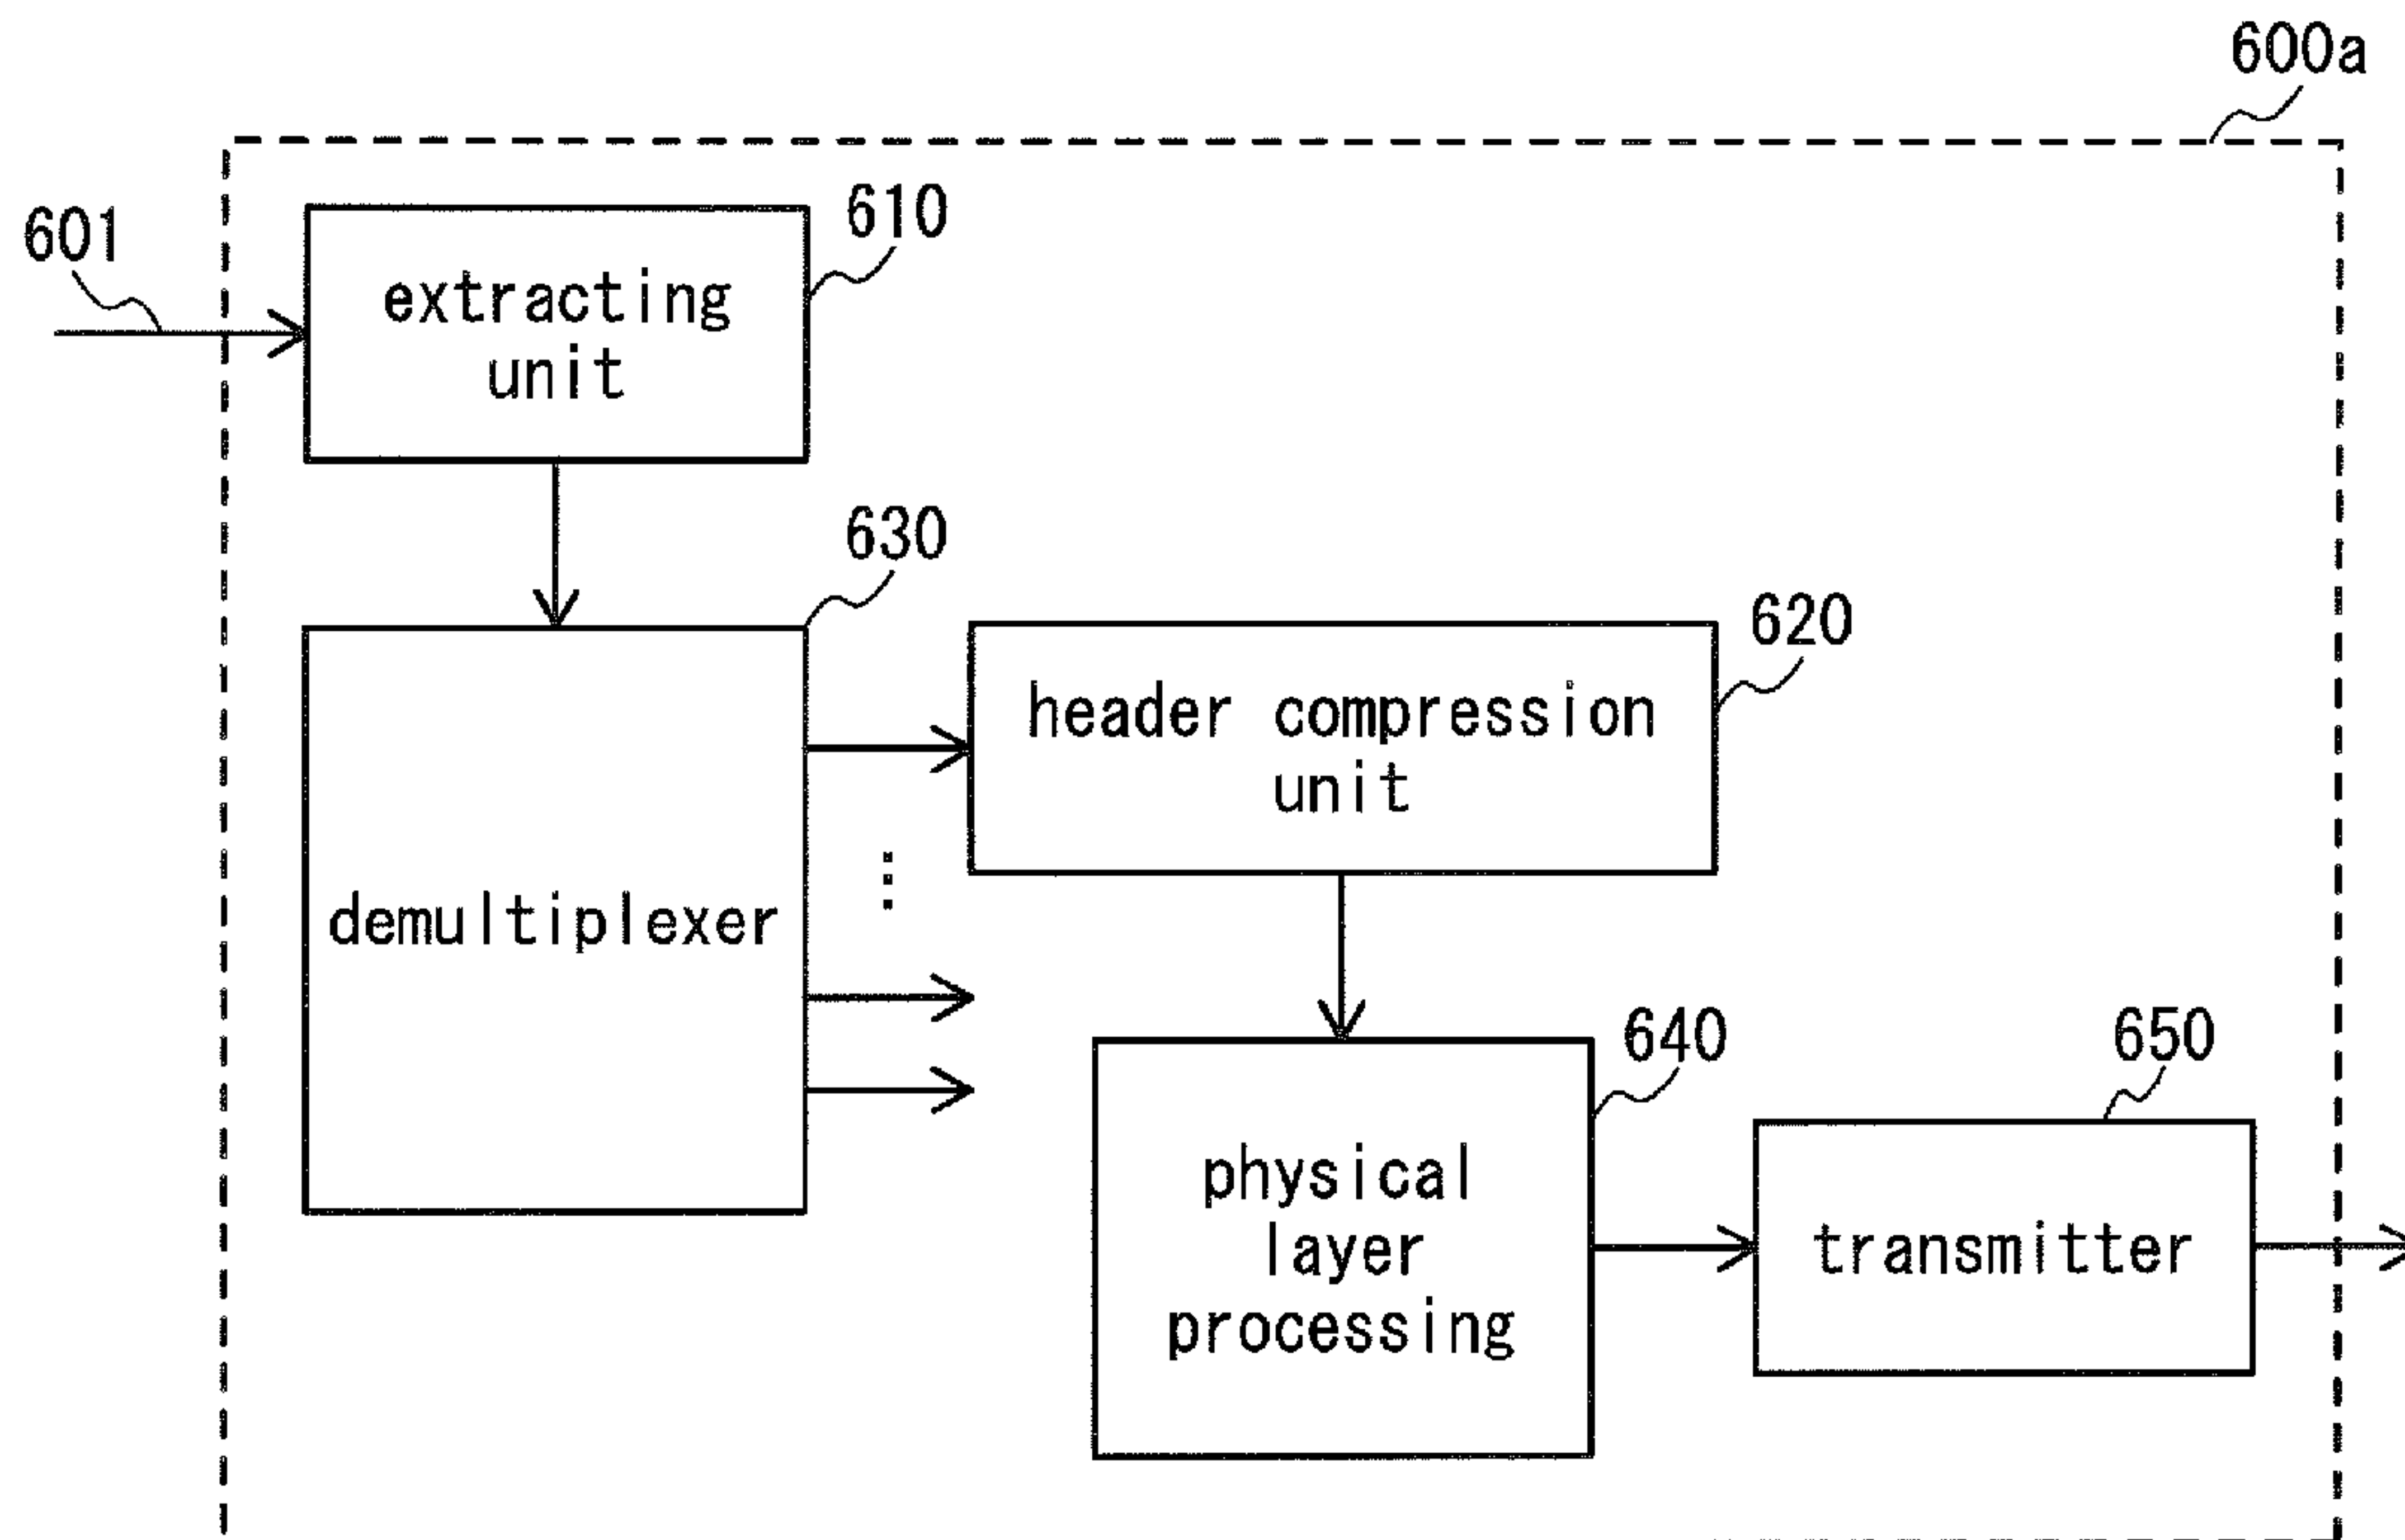 600a
601
610
extracting
unit
630
620
header compression
unit
demultiplexer
640
650
physical
layer
processing
transmitter